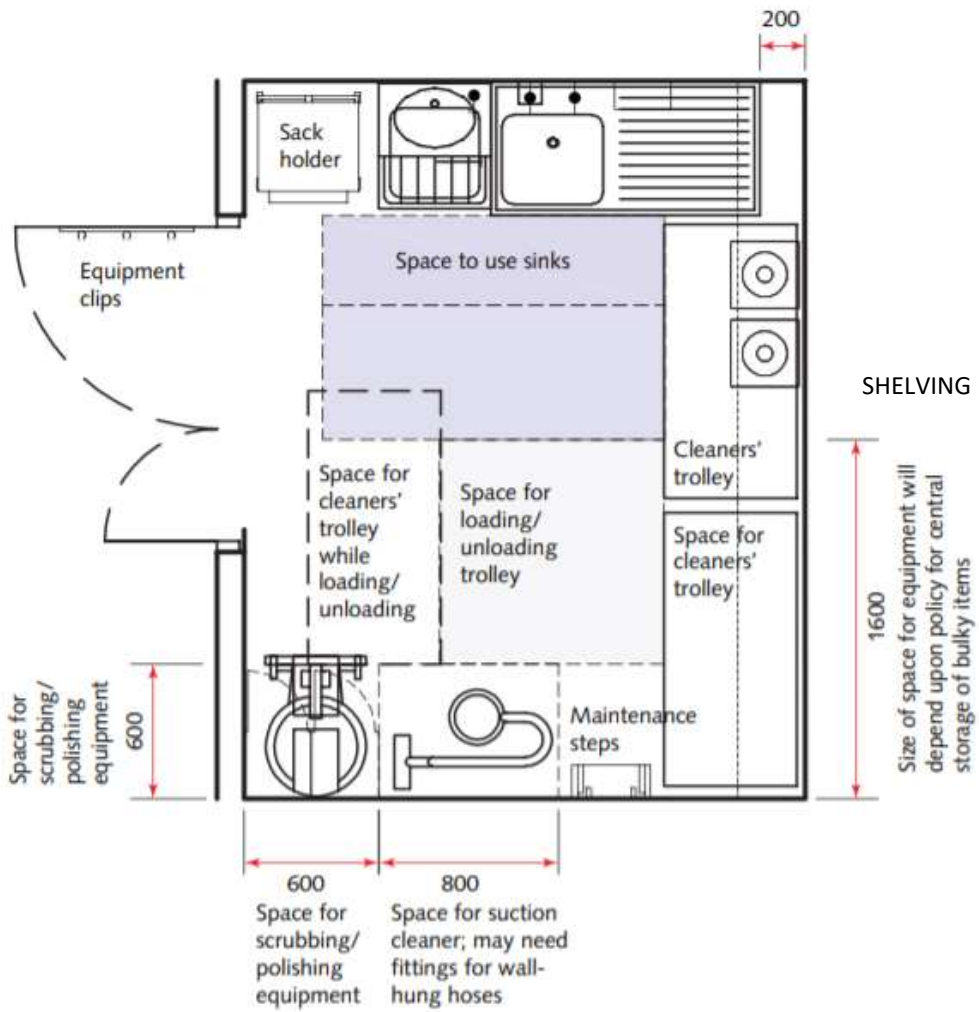 200
Sack
holder
Equipment
clips
Space to use sinks
SHELVING
Cleaners'
trolley
Space for
cleaners'
trolley
while
loading/
unloading
Space for
loading/
unloading
trolley
Space for
cleaners'
trolley
1600
Size of space for equipment will
depend upon policy for central
storage of bulky items
Space for
scrubbing/
polishing
equipment
600
Maintenance
steps
600
Space for
scrubbing/
polishing
equipment
800
Space for suction
cleaner; may need
fittings for wall-
hung hoses